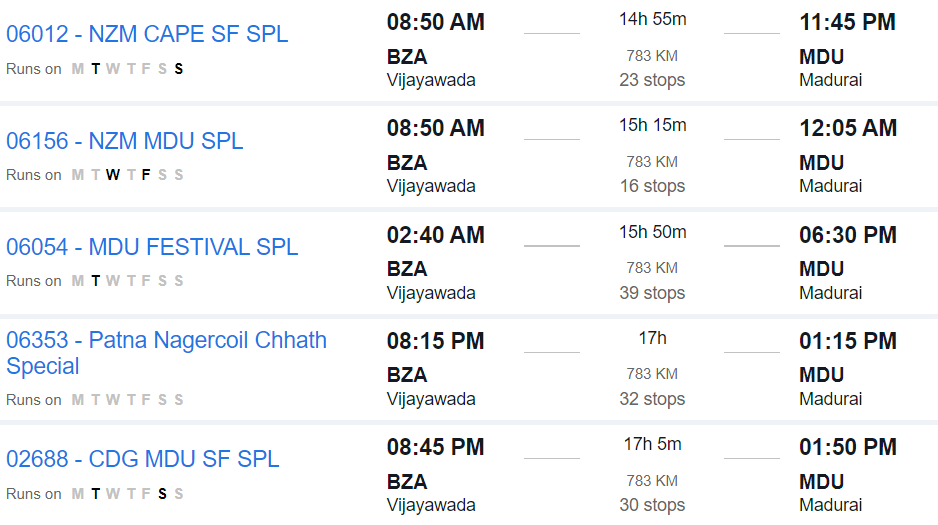 06012 - NZM CAPE SF SPL
Runs on M T W T F S S
08:50 AM
BZA
Vijayawada
14h 55m
783 KM
23 stops
11:45 PM
MDU
Madurai
06156 - NZM MDU SPL
Runs on M T W T F S S
08:50 AM
BZA
Vijayawada
15h 15m
783 KM
16 stops
12:05 AM
MDU
Madurai
06054 - MDU FESTIVAL SPL
Runs on M T W T F S S
02:40 AM
BZA
Vijayawada
15h 50m
783 KM
39 stops
06:30 PM
MDU
Madurai
06353 - Patna Nagercoil Chhath
Special
Runs on M T W T F S S
08:15 PM
BZA
Vijayawada
17h
783 KM
32 stops
01:15 PM
MDU
Madurai
02688 - CDG MDU SF SPL
Runs on M T W T F S S
08:45 PM
BZA
Vijayawada
17h 5m
783 KM
30 stops
01:50 PM
MDU
Madurai